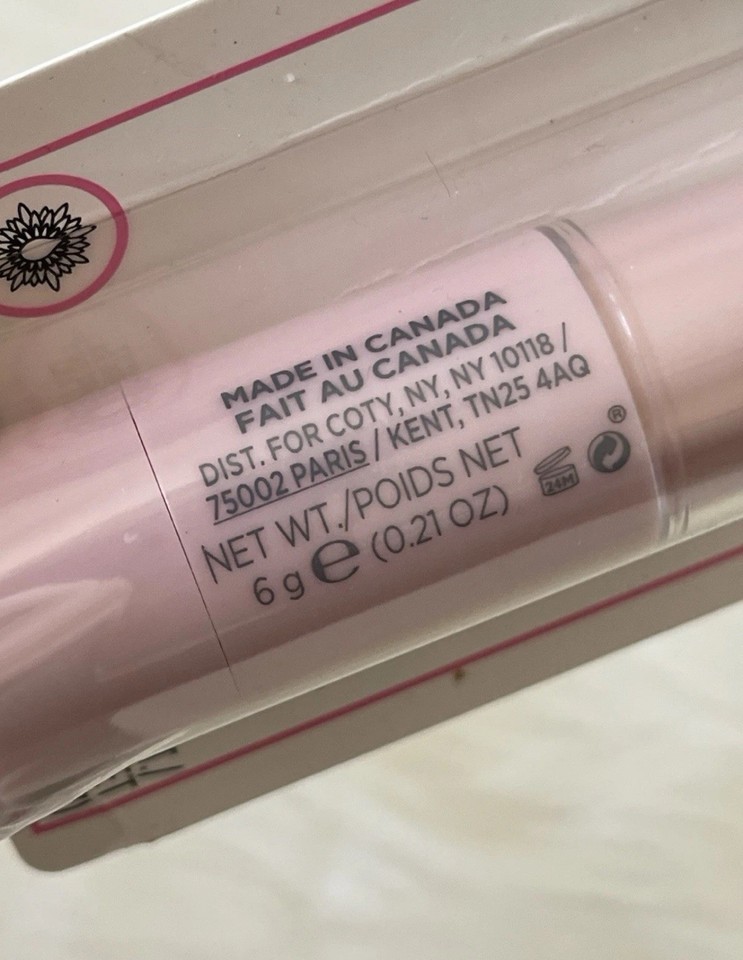 MADE IN CANADA
FAIT AU CANADA
DIST. FOR COTY, NY, NY 10118 /
75002 PARIS / KENT, TN25 4AQ
NET WT./POIDS NET
6 g e (0.21 OZ)
24M
®